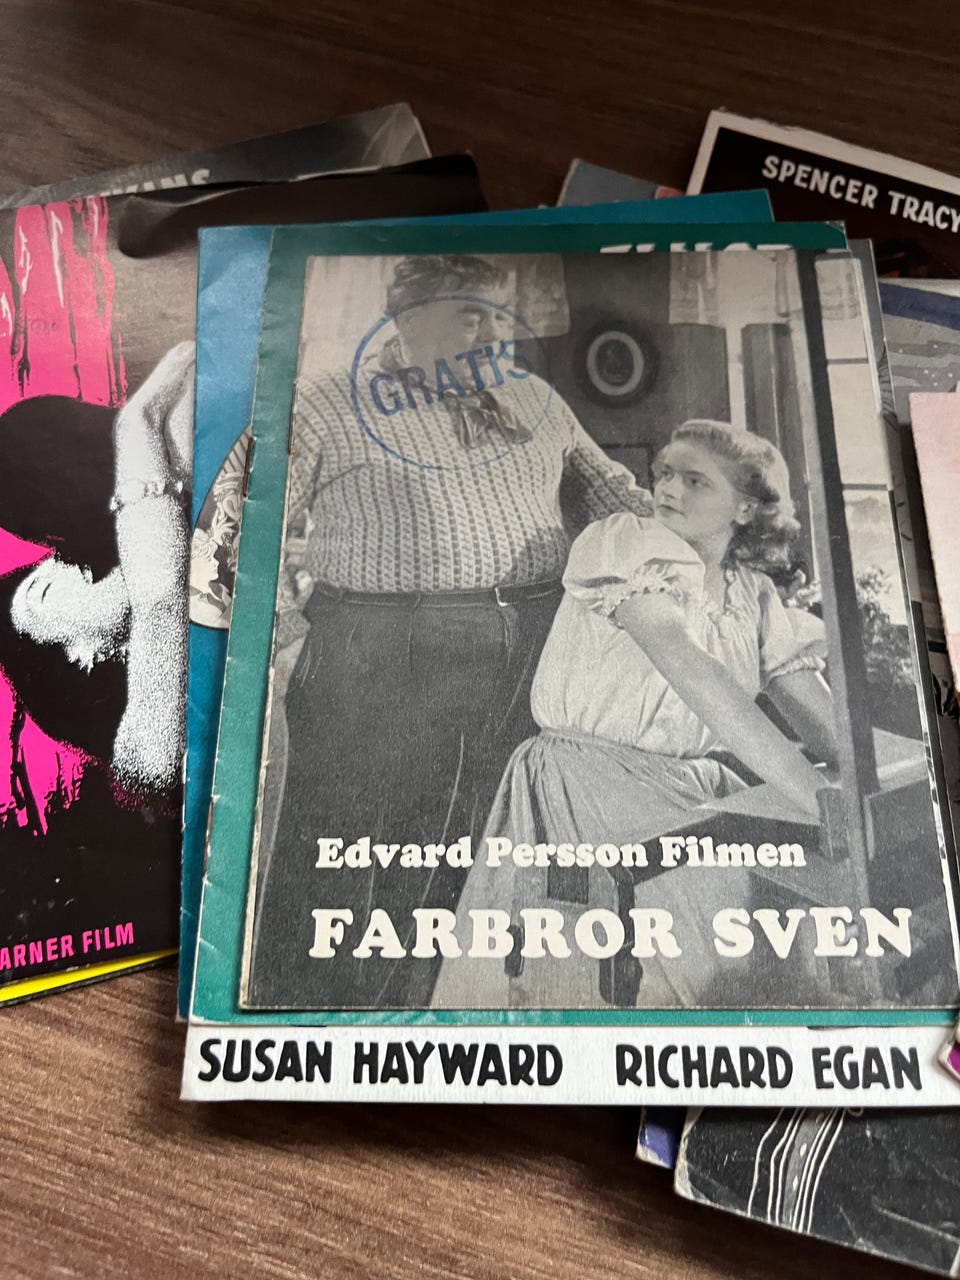 SPENCER TRACY
GRATIS
Edvard Persson Filmen
FARBROR SVEN
ARNER FILM
SUSAN HAYWARD RICHARD EGAN